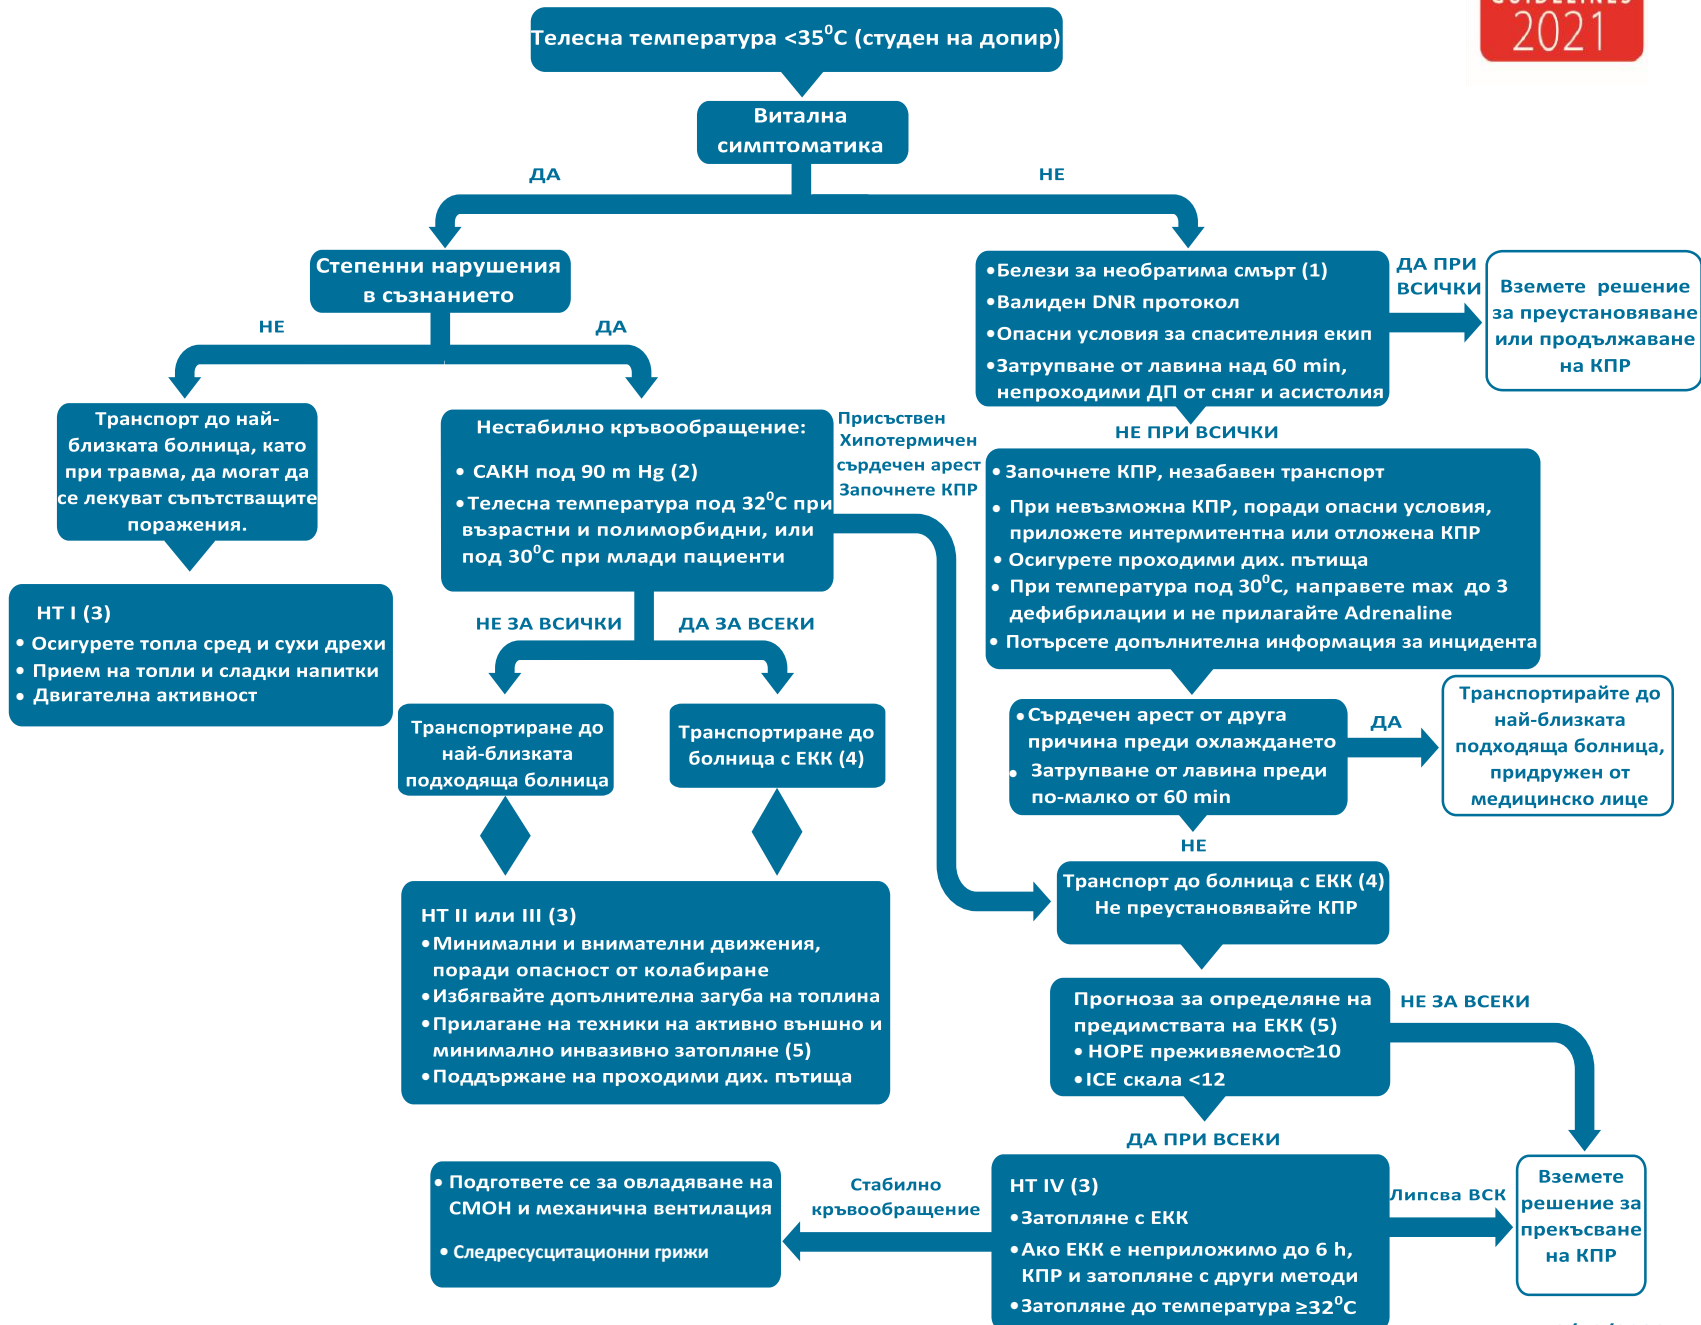 GUIDELINES
2021
Телесна температура <35⁰C (студен на допир)
Витална
симптоматика
ДА
НЕ
Степенни нарушения
в съзнанието
•Белези за необратима смърт (1)
•Валиден DNR протокол
•Опасни условия за спасителния екип
•Затрупване от лавина над 60 min,
непроходими ДП от сняг и асистолия
ДА ПРИ
ВСИЧКИ
Вземете решение
за преустановяване
или продължаване
на КПР
НЕ
ДА
Транспорт до най-
близката болница, като
при травма, да могат да
се лекуват съпътстващите
поражения.
Нестабилно кръвообращение:
• САКН под 90 m Hg (2)
•Телесна температура под 32⁰C при
възрастни и полиморбидни, или
под 30⁰C при млади пациенти
Присъствен
Хипотермичен
сърдечен арест
Започнете КПР
НЕ ПРИ ВСИЧКИ
• Започнете КПР, незабавен транспорт
• При невъзможна КПР, поради опасни условия,
приложете интермитентна или отложена КПР
• Осигурете проходими дих. пътища
• При температура под 30⁰C, направете max до 3
дефибрилации и не прилагайте Adrenaline
• Потърсете допълнителна информация за инцидента
НТ I (3)
• Осигурете топла сред и сухи дрехи
• Прием на топли и сладки напитки
• Двигателна активност
НЕ ЗА ВСИЧКИ
ДА ЗА ВСЕКИ
Транспортиране до
най-близката
подходяща болница
Транспортиране до
болница с ЕКК (4)
•Сърдечен арест от друга
причина преди охлаждането
• Затрупване от лавина преди
по-малко от 60 min
ДА
Транспортирайте до
най-близката
подходяща болница,
придружен от
медицинско лице
НЕ
Транспорт до болница с ЕКК (4)
Не преустановявайте КПР
НТ II или III (3)
•Минимални и внимателни движения,
поради опасност от колабиране
•Избягвайте допълнителна загуба на топлина
•Прилагане на техники на активно външно и
минимално инвазивно затопляне (5)
•Поддържане на проходими дих. пътища
Прогноза за определяне на
предимствата на ЕКК (5)
• HOPE преживяемост≥10
•ICE скала <12
НЕ ЗА ВСЕКИ
ДА ПРИ ВСЕКИ
• Подгответе се за овладяване на
СМОН и механична вентилация
• Следресусцитационни грижи
Стабилно
кръвообращение
НТ IV (3)
•Затопляне с ЕКК
•Ако ЕКК е неприложимо до 6 h,
КПР и затопляне с други методи
•Затопляне до температура ≥32⁰C
Липсва ВСК
Вземете
решение за
прекъсване
на КПР